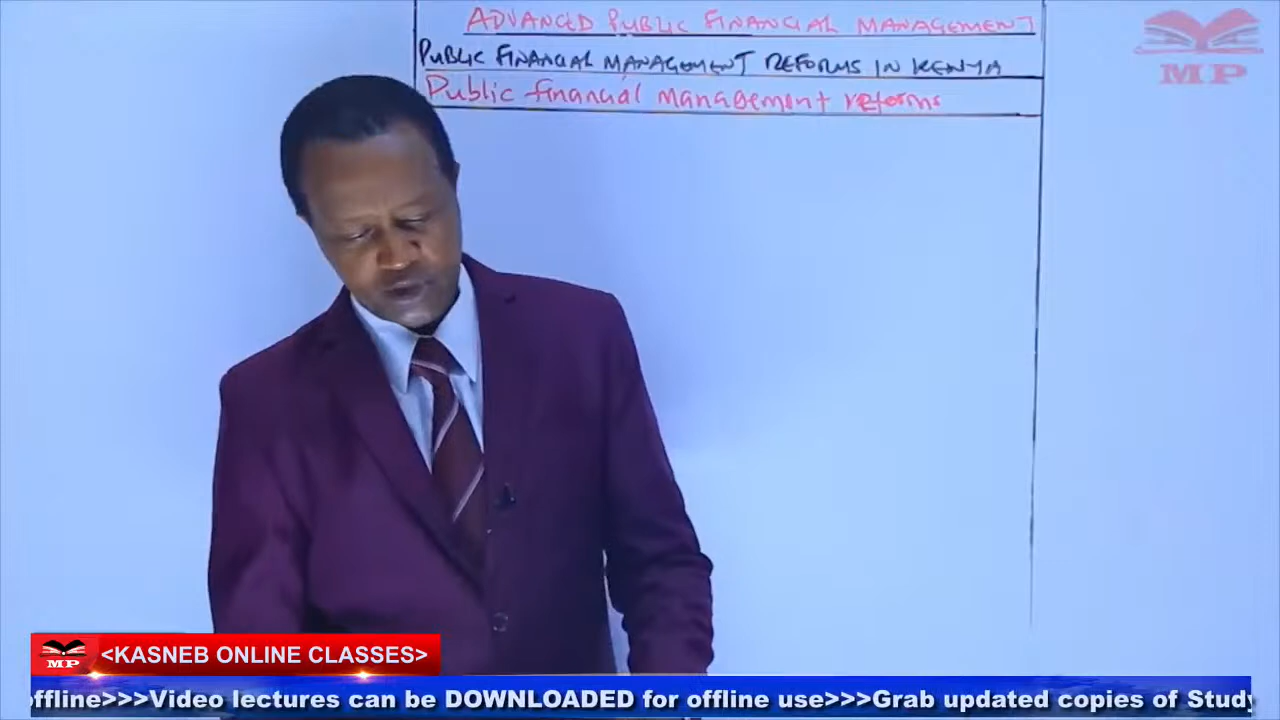 ADVANCED PUBLIC FINANCIAL MANAGEMENT
PUBLIC FINANCIAL MANAGEMENT REFORMS IN KENYA
Public financial management reforms
MP
MP
<KASNEB ONLINE CLASSES>
offline>>>Video lectures can be DOWNLOADED for offline use>>>Grab updated copies of Study